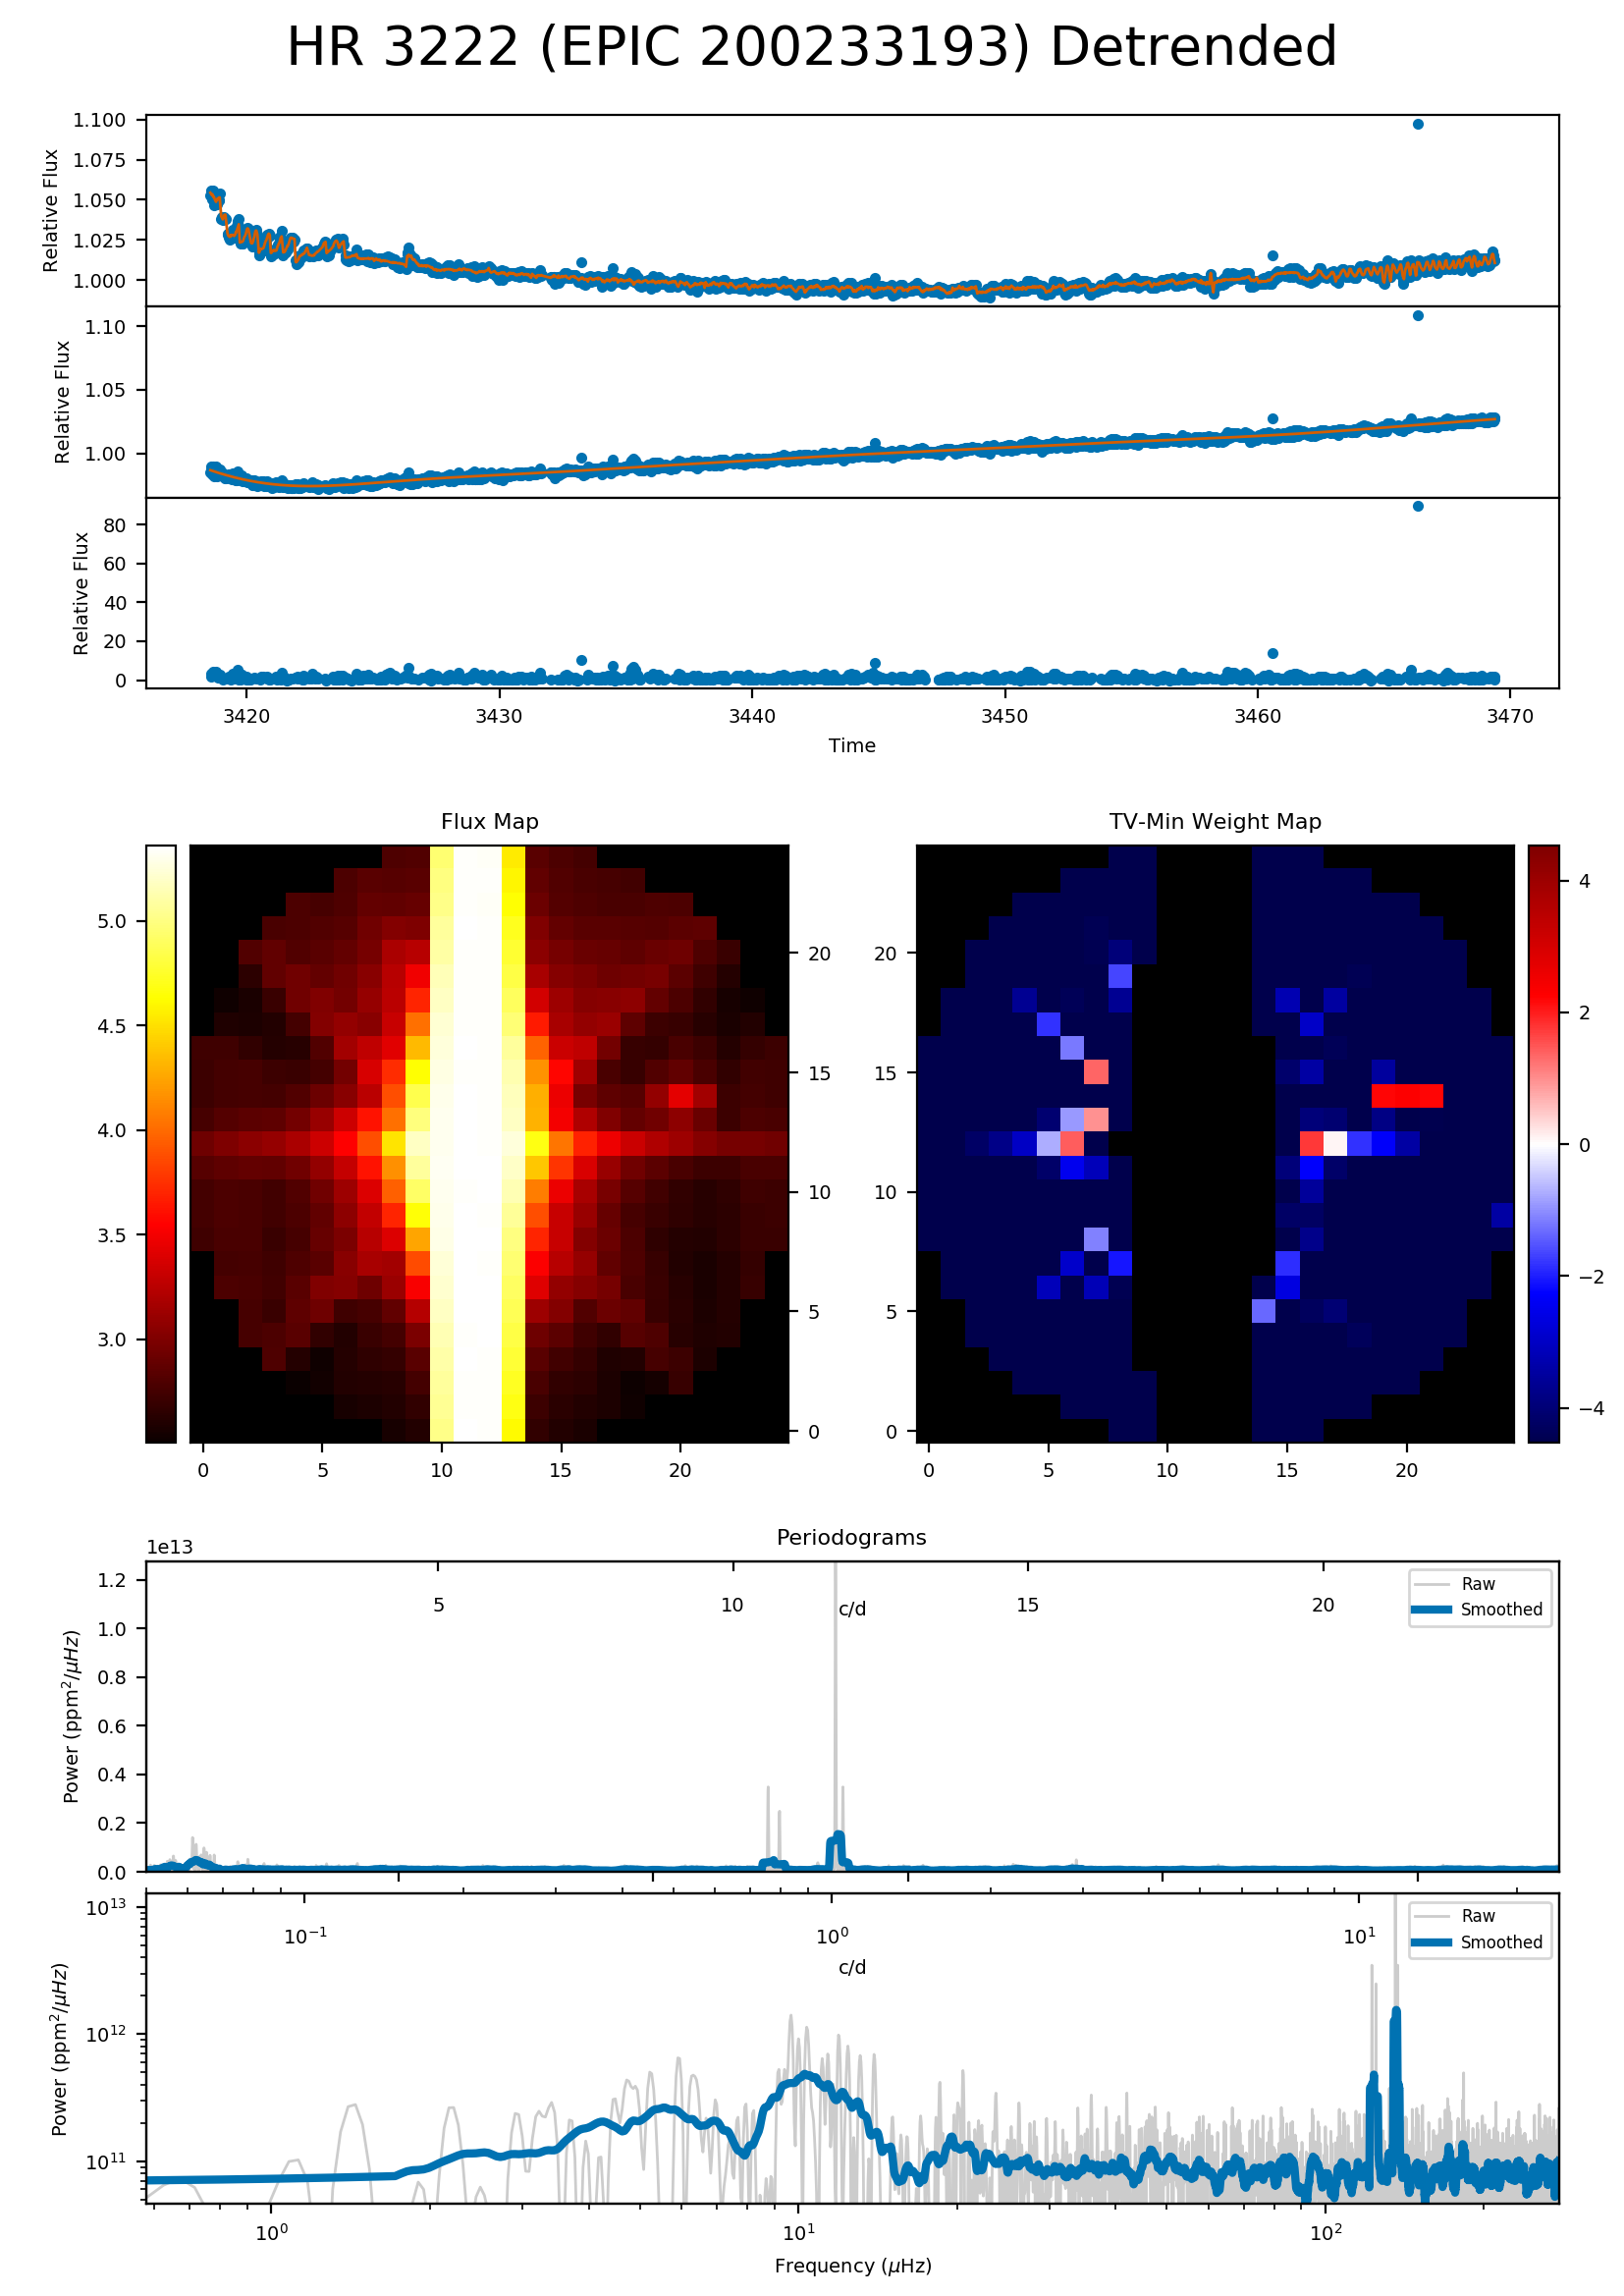 HR 3222 (EPIC 200233193) Detrended
1.100
1.075
1.050
1.025
1.000
Relative Flux
1.10
1.05
1.00
Relative Flux
80
60
40
20
0
Relative Flux
3420 3430 3440 3450 3460 3470
Time
Flux Map
TV-Min Weight Map
5.0
4.5
4.0
3.5
3.0
20
15
10
5
0
0 5 10 15 20
20
15
10
5
0
0 5 10 15 20
4
2
0
−2
−4
Periodograms
1e13
1.2
1.0
0.8
0.6
0.4
0.2
0.0
Power (ppm²/μHz)
5 10 15 20
c/d
Raw
Smoothed
10¹³
10¹²
10¹¹
Power (ppm²/μHz)
10⁻¹ 10⁰ 10¹
c/d
Raw
Smoothed
10⁰ 10¹ 10²
Frequency (μHz)